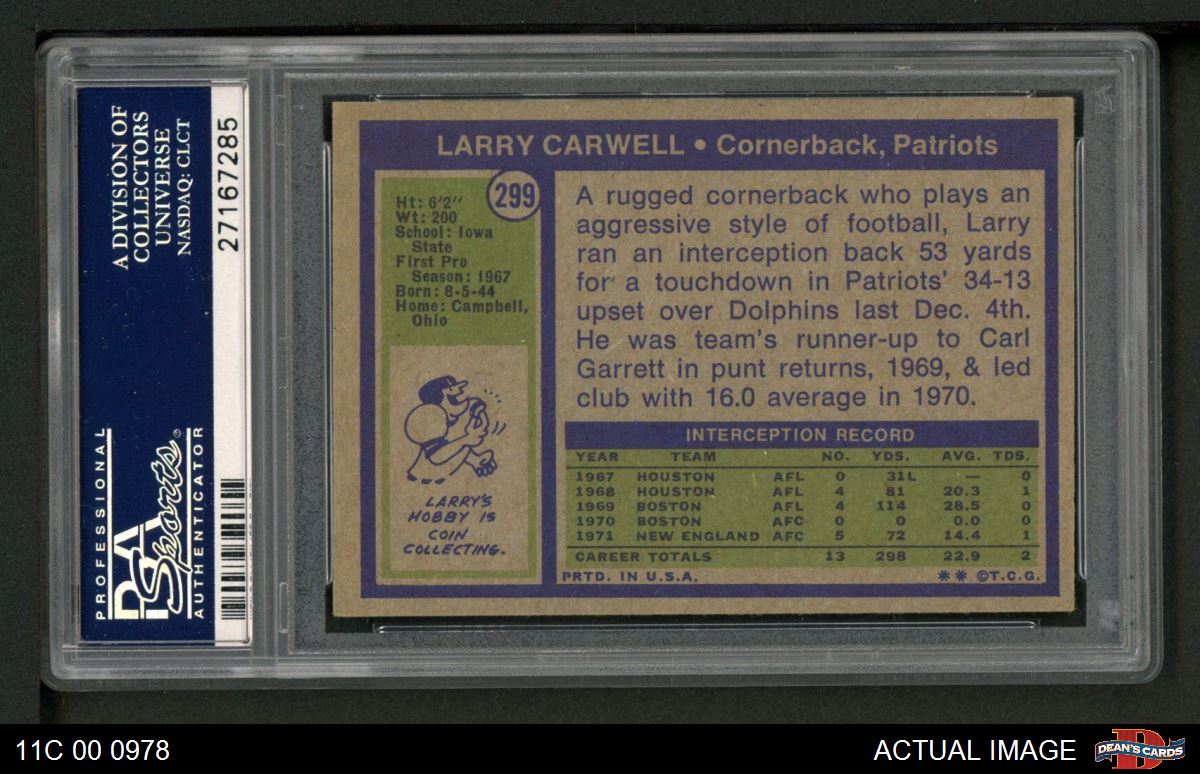 A DIVISION OF
COLLECTORS
UNIVERSE
NASDAQ: CLCT
27167285
PROFESSIONAL
PSA
Sports
AUTHENTICATOR
LARRY CARWELL • Cornerback, Patriots
299
Ht: 6'2"
Wt: 200
School: Iowa
State
First Pro
Season: 1967
Born: 8-5-44
Home: Campbell,
Ohio
LARRY'S
HOBBY IS
COIN
COLLECTING.
A rugged cornerback who plays an
aggressive style of football, Larry
ran an interception back 53 yards
for a touchdown in Patriots' 34-13
upset over Dolphins last Dec. 4th.
He was team's runner-up to Carl
Garrett in punt returns, 1969, & led
club with 16.0 average in 1970.
INTERCEPTION RECORD
YEAR TEAM NO. YDS. AVG. TDS.
1967 HOUSTON AFL 0 31L — 0
1968 HOUSTON AFL 4 81 20.3 1
1969 BOSTON AFL 4 114 28.5 0
1970 BOSTON AFC 0 0 0.0 0
1971 NEW ENGLAND AFC 5 72 14.4 1
CAREER TOTALS 13 298 22.9 2
PRTD. IN U.S.A. ** ©T.C.G.
11C 00 0978
ACTUAL IMAGE
DEAN'S CARDS